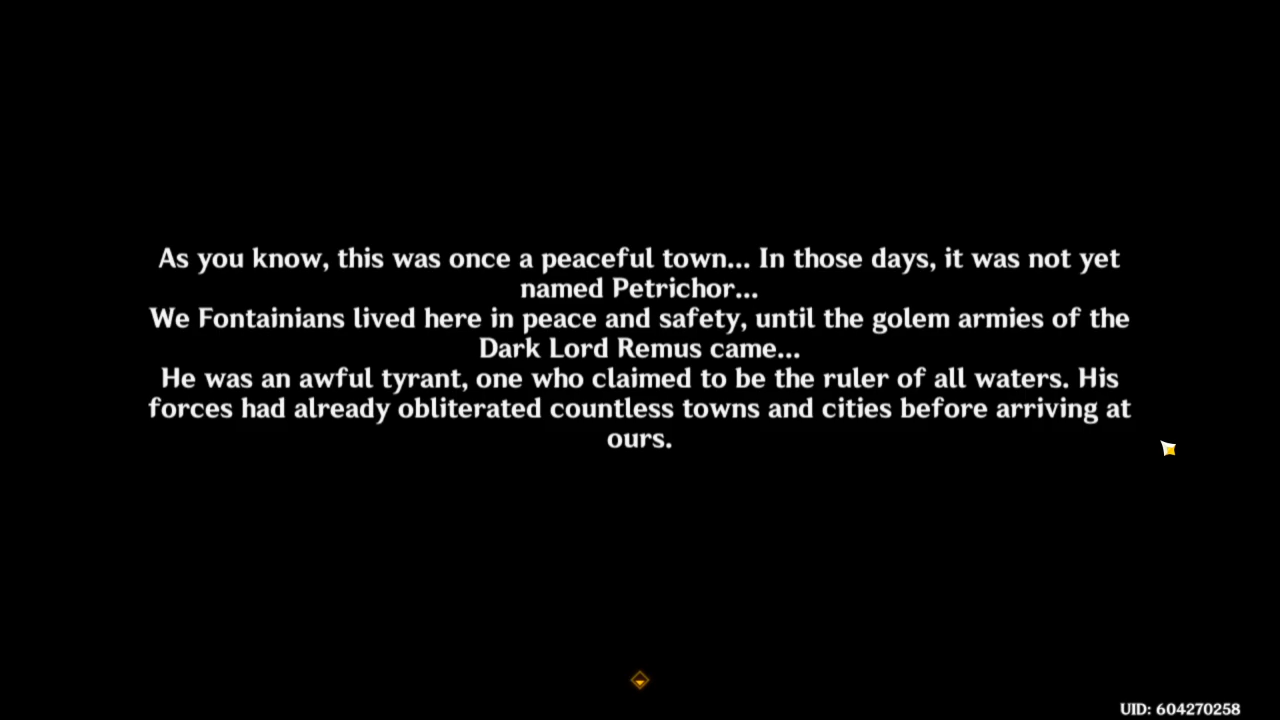 As you know, this was once a peaceful town... In those days, it was not yet
named Petrichor...
We Fontainians lived here in peace and safety, until the golem armies of the
Dark Lord Remus came...
He was an awful tyrant, one who claimed to be the ruler of all waters. His
forces had already obliterated countless towns and cities before arriving at
ours.
UID: 604270258